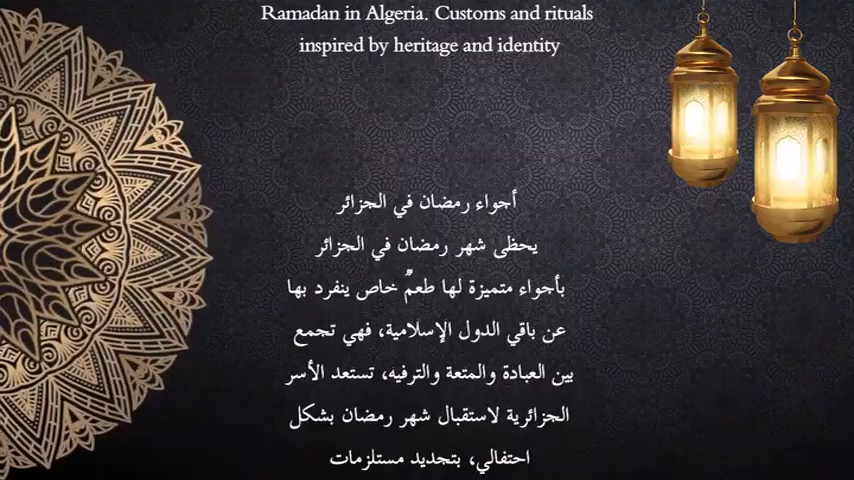 Ramadan in Algeria. Customs and rituals
inspired by heritage and identity
أجواء رمضان في الجزائر
يحظى شهر رمضان في الجزائر
بأجواء متميزة لها طعمٌ خاص ينفرد بها
عن باقي الدول الإسلامية، فهي تجمع
بين العبادة والمتعة والترفيه، تستعد الأسر
الجزائرية لاستقبال شهر رمضان بشكل
احتفالي، بتجديد مستلزمات